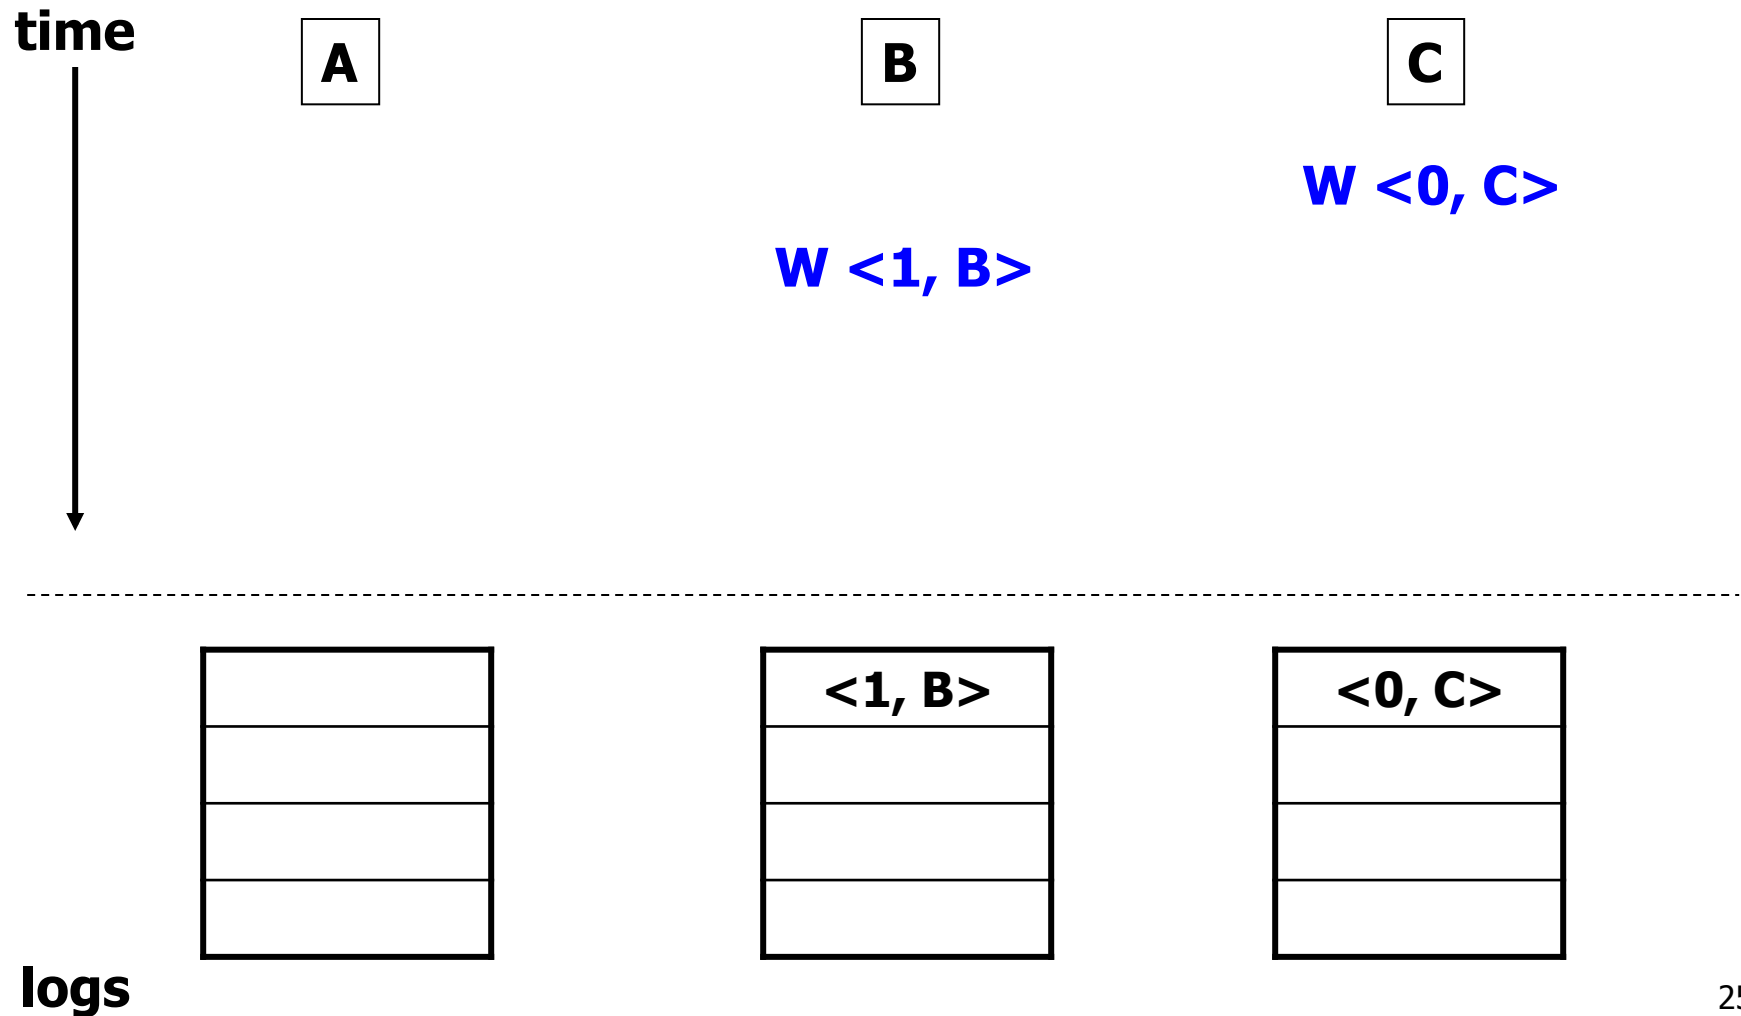 time
A
B
C
W <0, C>
W <1, B>
<1, B>
<0, C>
logs